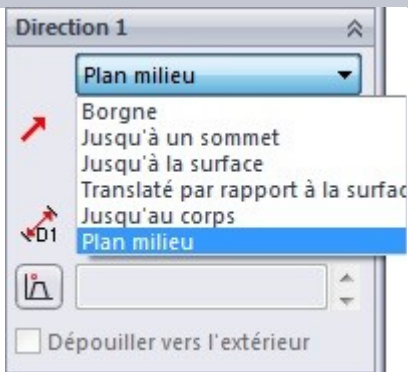 Direction 1
Plan milieu
Borgne
Jusqu'à un sommet
Jusqu'à la surface
Translaté par rapport à la surfac
Jusqu'au corps
D1
Plan milieu
Dépouiller vers l'extérieur